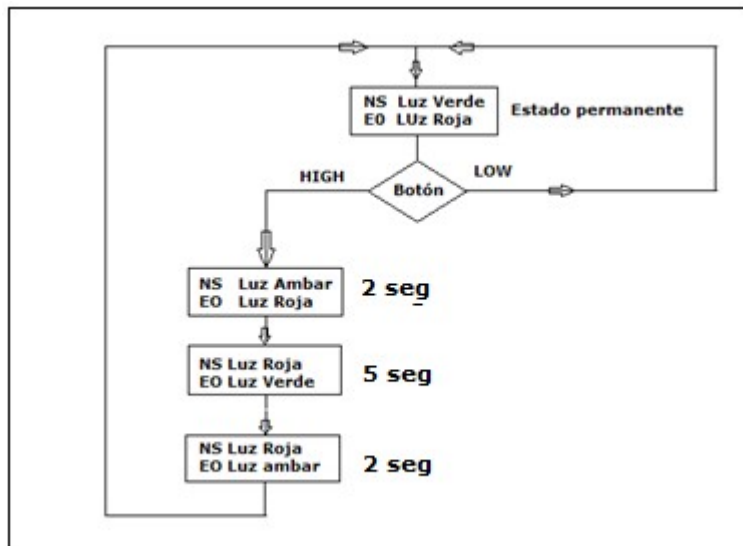 NS Luz Verde
E0 LUz Roja
Estado permanente
HIGH
Botón
LOW
NS Luz Ambar
EO Luz Roja
2 seg
NS Luz Roja
EO Luz Verde
5 seg
NS Luz Roja
EO Luz ambar
2 seg